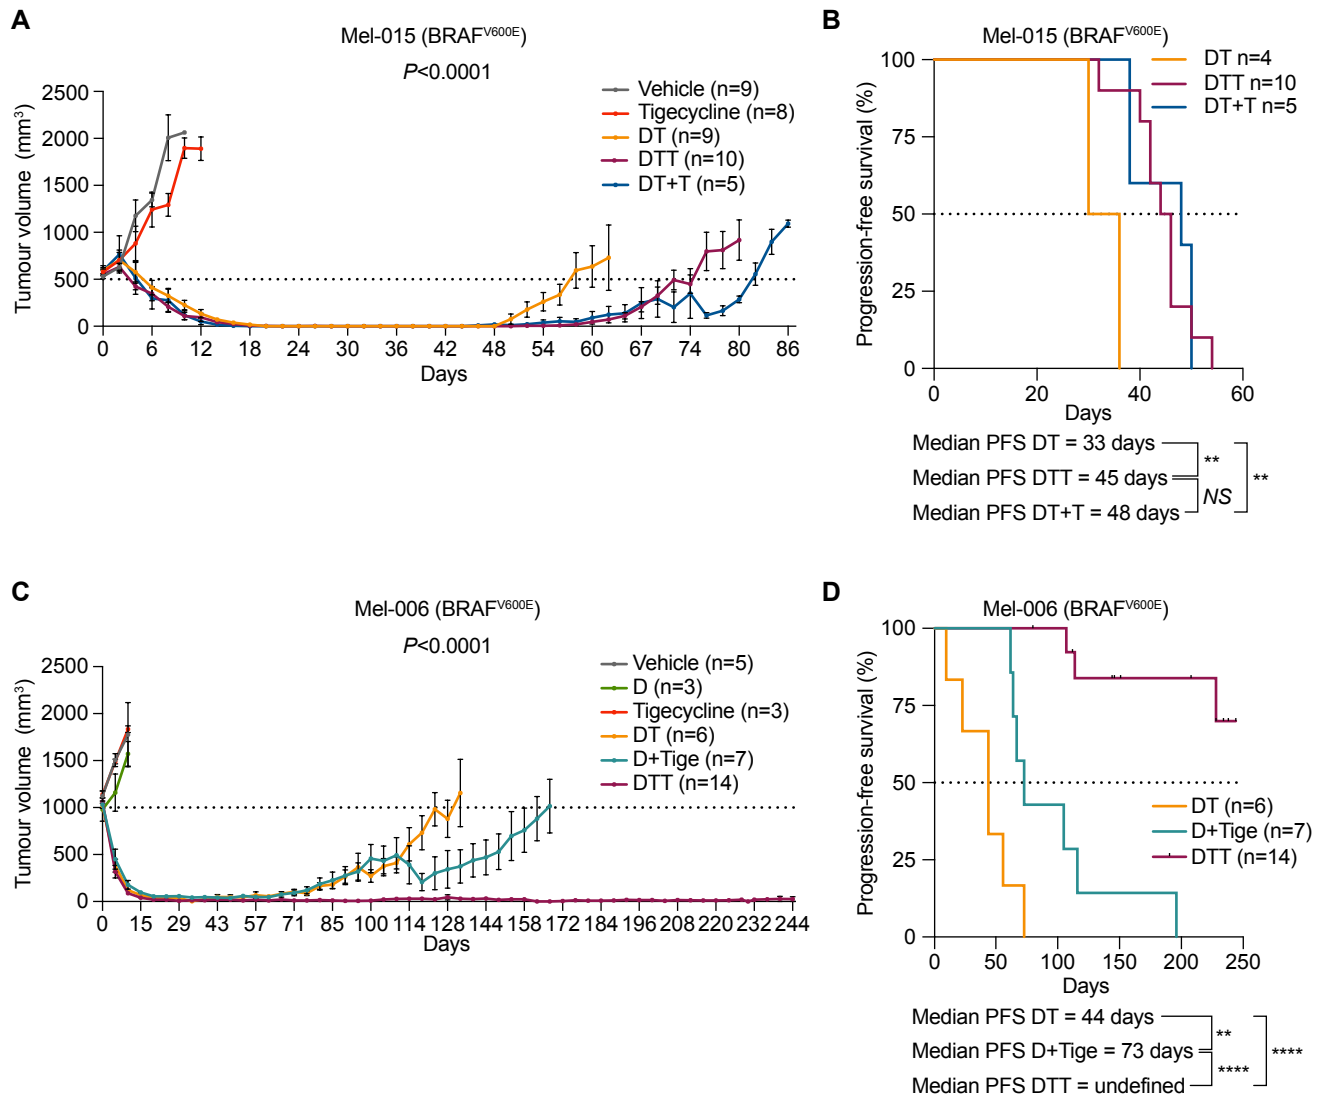 A
Mel-015 (BRAFV600E)
P<0.0001
Tumour volume (mm3)
2500
2000
1500
1000
500
0
Vehicle (n=9)
Tigecycline (n=8)
DT (n=9)
DTT (n=10)
DT+T (n=5)
0 6 12 18 24 30 36 42 48 54 60 67 74 80 86
Days
B
Mel-015 (BRAFV600E)
Progression-free survival (%)
100
75
50
25
0
DT n=4
DTT n=10
DT+T n=5
0 20 40 60
Days
Median PFS DT = 33 days
**
Median PFS DTT = 45 days
**
NS
Median PFS DT+T = 48 days
C
Mel-006 (BRAFV600E)
P<0.0001
Tumour volume (mm3)
2500
2000
1500
1000
500
0
Vehicle (n=5)
D (n=3)
Tigecycline (n=3)
DT (n=6)
D+Tige (n=7)
DTT (n=14)
0 15 29 43 57 71 85 100 114 128 144 158 172 184 196 208 220 232 244
Days
D
Mel-006 (BRAFV600E)
Progression-free survival (%)
100
75
50
25
0
DT (n=6)
D+Tige (n=7)
DTT (n=14)
0 50 100 150 200 250
Days
Median PFS DT = 44 days
**
Median PFS D+Tige = 73 days
****
****
Median PFS DTT = undefined